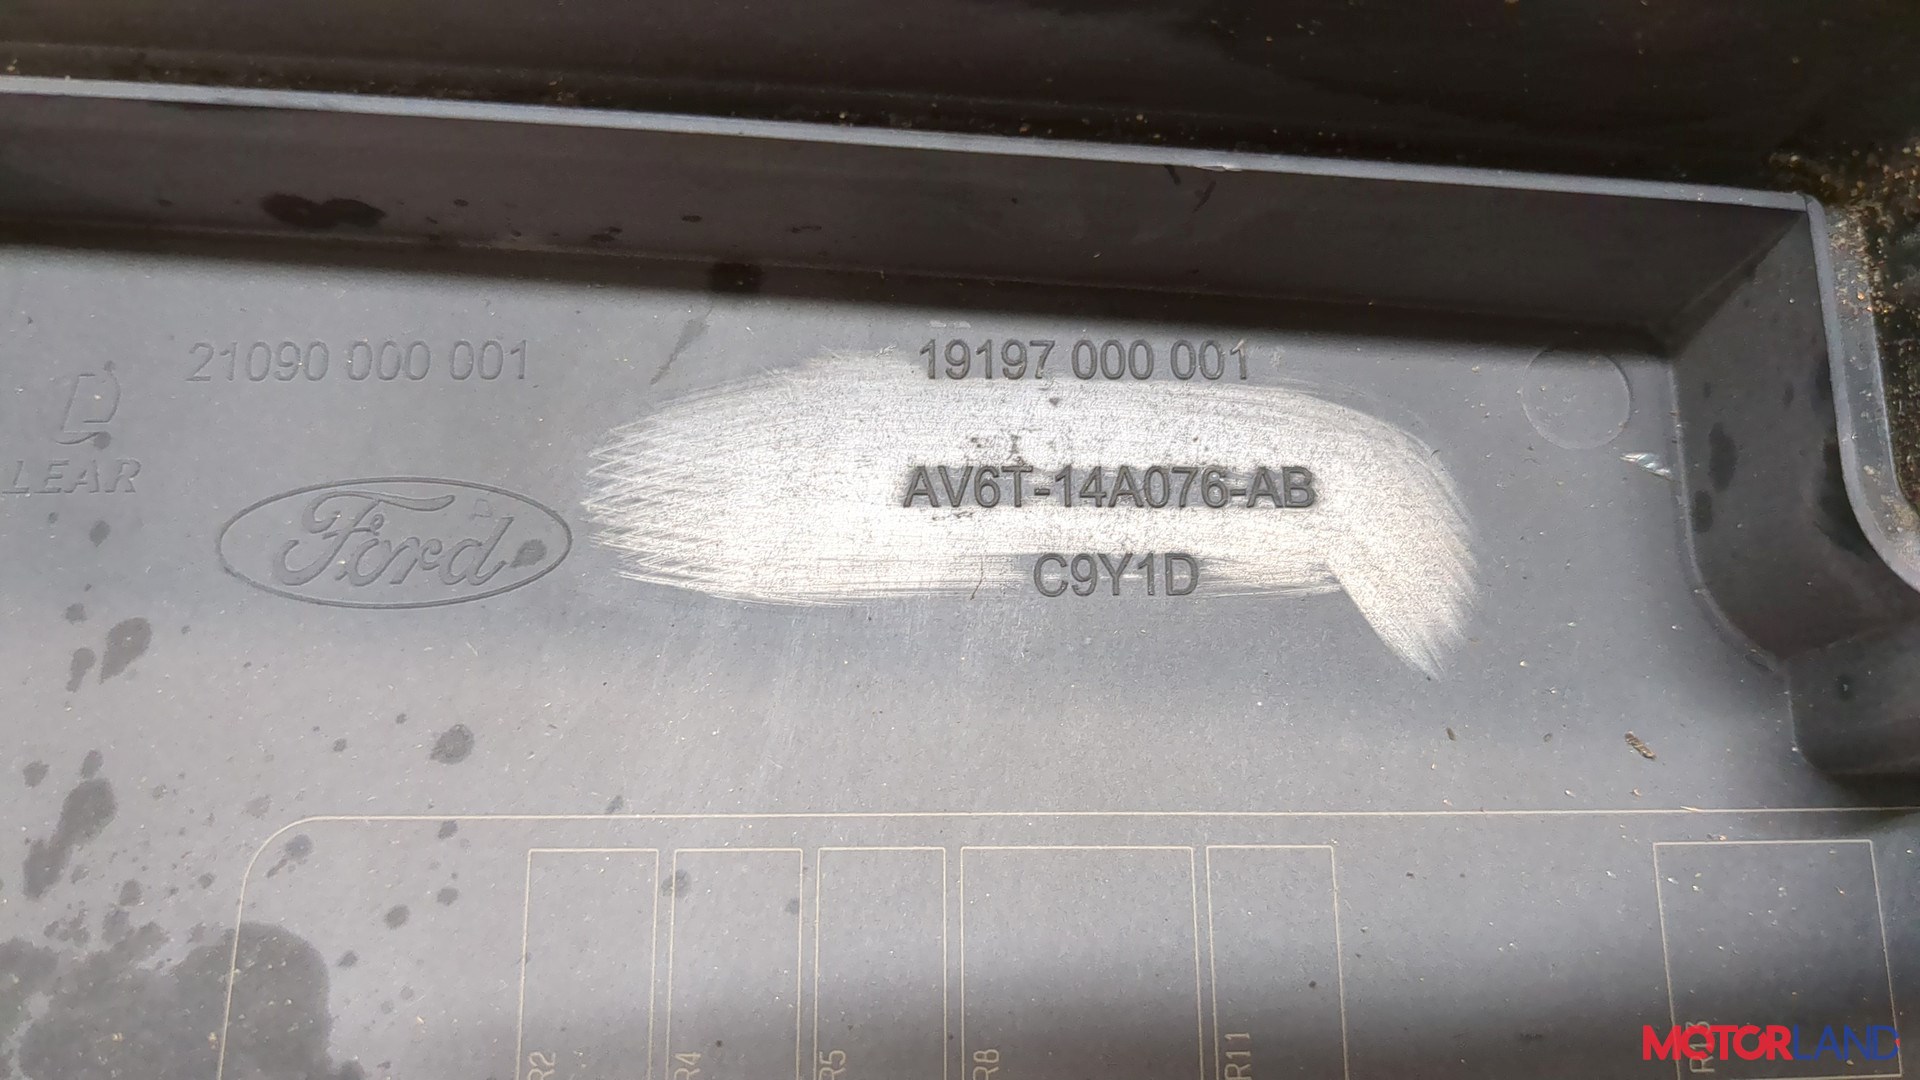 21090 000 001
19197 000 001
LEAR
Ford
AV6T-14A076-AB
C9Y1D
R2
R4
R5
R8
R11
MOTORLAND